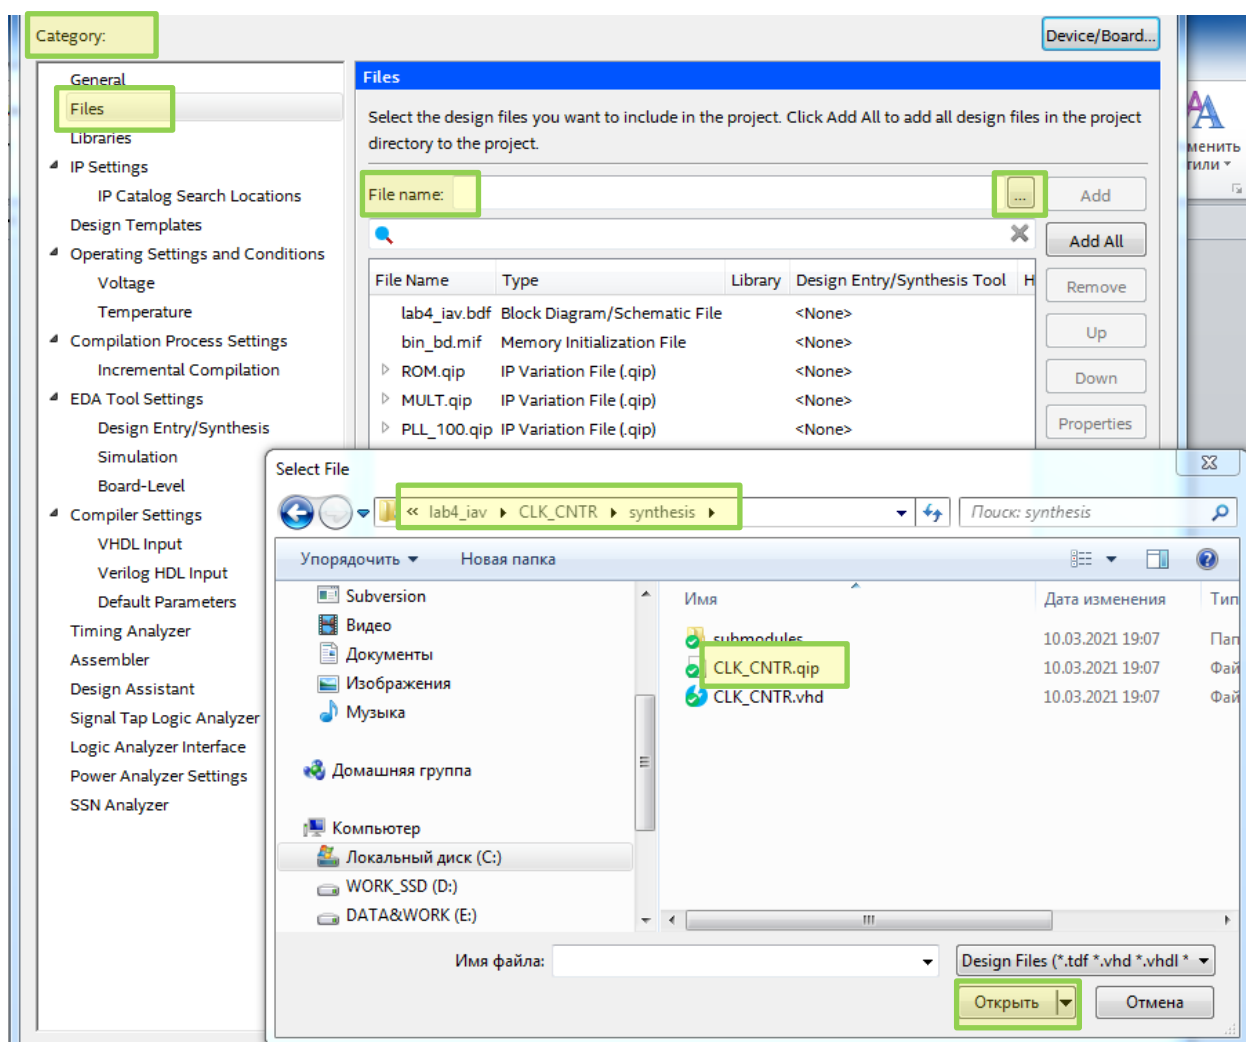 Category:
Device/Board...
General
Files
Libraries
IP Settings
IP Catalog Search Locations
Design Templates
Operating Settings and Conditions
Voltage
Temperature
Compilation Process Settings
Incremental Compilation
EDA Tool Settings
Design Entry/Synthesis
Simulation
Board-Level
Compiler Settings
VHDL Input
Verilog HDL Input
Default Parameters
Timing Analyzer
Assembler
Design Assistant
Signal Tap Logic Analyzer
Logic Analyzer Interface
Power Analyzer Settings
SSN Analyzer
Files
Select the design files you want to include in the project. Click Add All to add all design files in the project
directory to the project.
File name: ... Add
Add All
Remove
Up
Down
Properties
File Name Type Library Design Entry/Synthesis Tool H
lab4_iav.bdf Block Diagram/Schematic File <None>
bin_bd.mif Memory Initialization File <None>
ROM.qip IP Variation File (.qip) <None>
MULT.qip IP Variation File (.qip) <None>
PLL_100.qip IP Variation File (.qip) <None>
менить
тили
Select File
« lab4_iav CLK_CNTR synthesis
Поиск: synthesis
Упорядочить Новая папка
Subversion
Видео
Документы
Изображения
Музыка
Домашняя группа
Компьютер
Локальный диск (C:)
WORK_SSD (D:)
DATA&WORK (E:)
Имя Дата изменения Тип
submodules 10.03.2021 19:07 Пап
CLK_CNTR.qip 10.03.2021 19:07 Фай
CLK_CNTR.vhd 10.03.2021 19:07 Фай
Имя файла: Design Files (*.tdf *.vhd *.vhdl *
Открыть Отмена